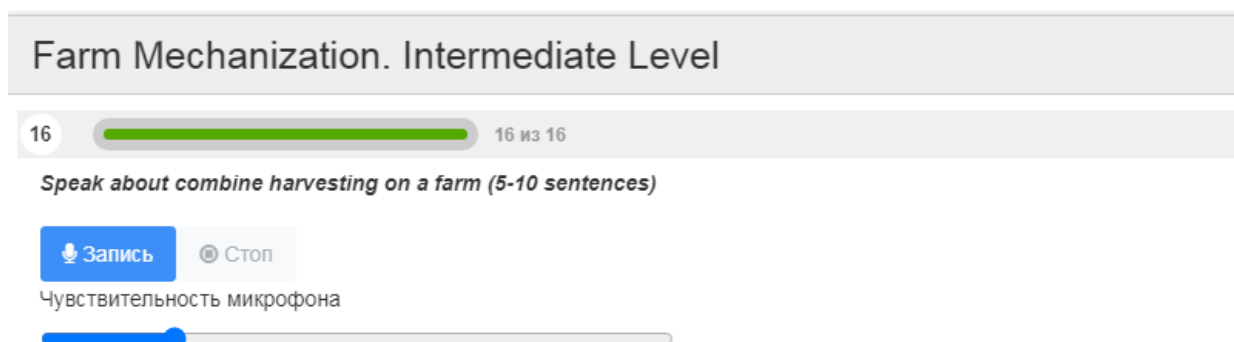 Farm Mechanization. Intermediate Level
16 16 из 16
Speak about combine harvesting on a farm (5-10 sentences)
Запись Стоп
Чувствительность микрофона